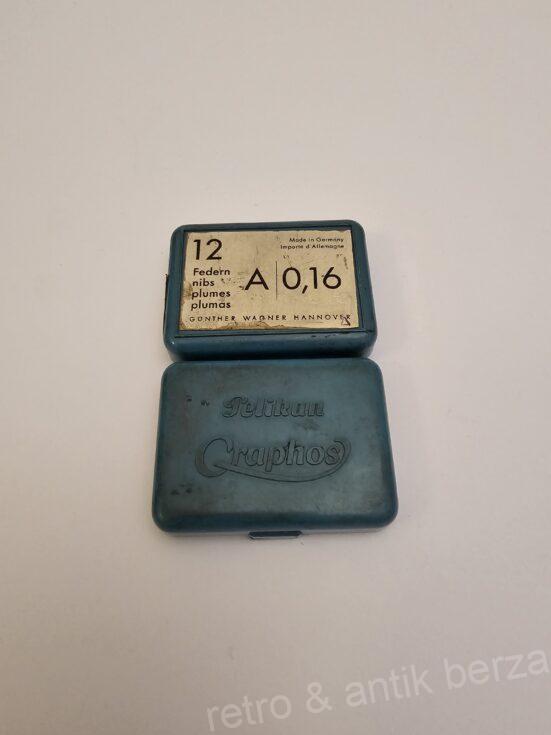 12
Made in Germany
Importé d'Allemagne
Federn
nibs
plumes
plumas
A | 0,16
GÜNTHER WAGNER HANNOVER
Pelikan
Graphos
retro & antik berza